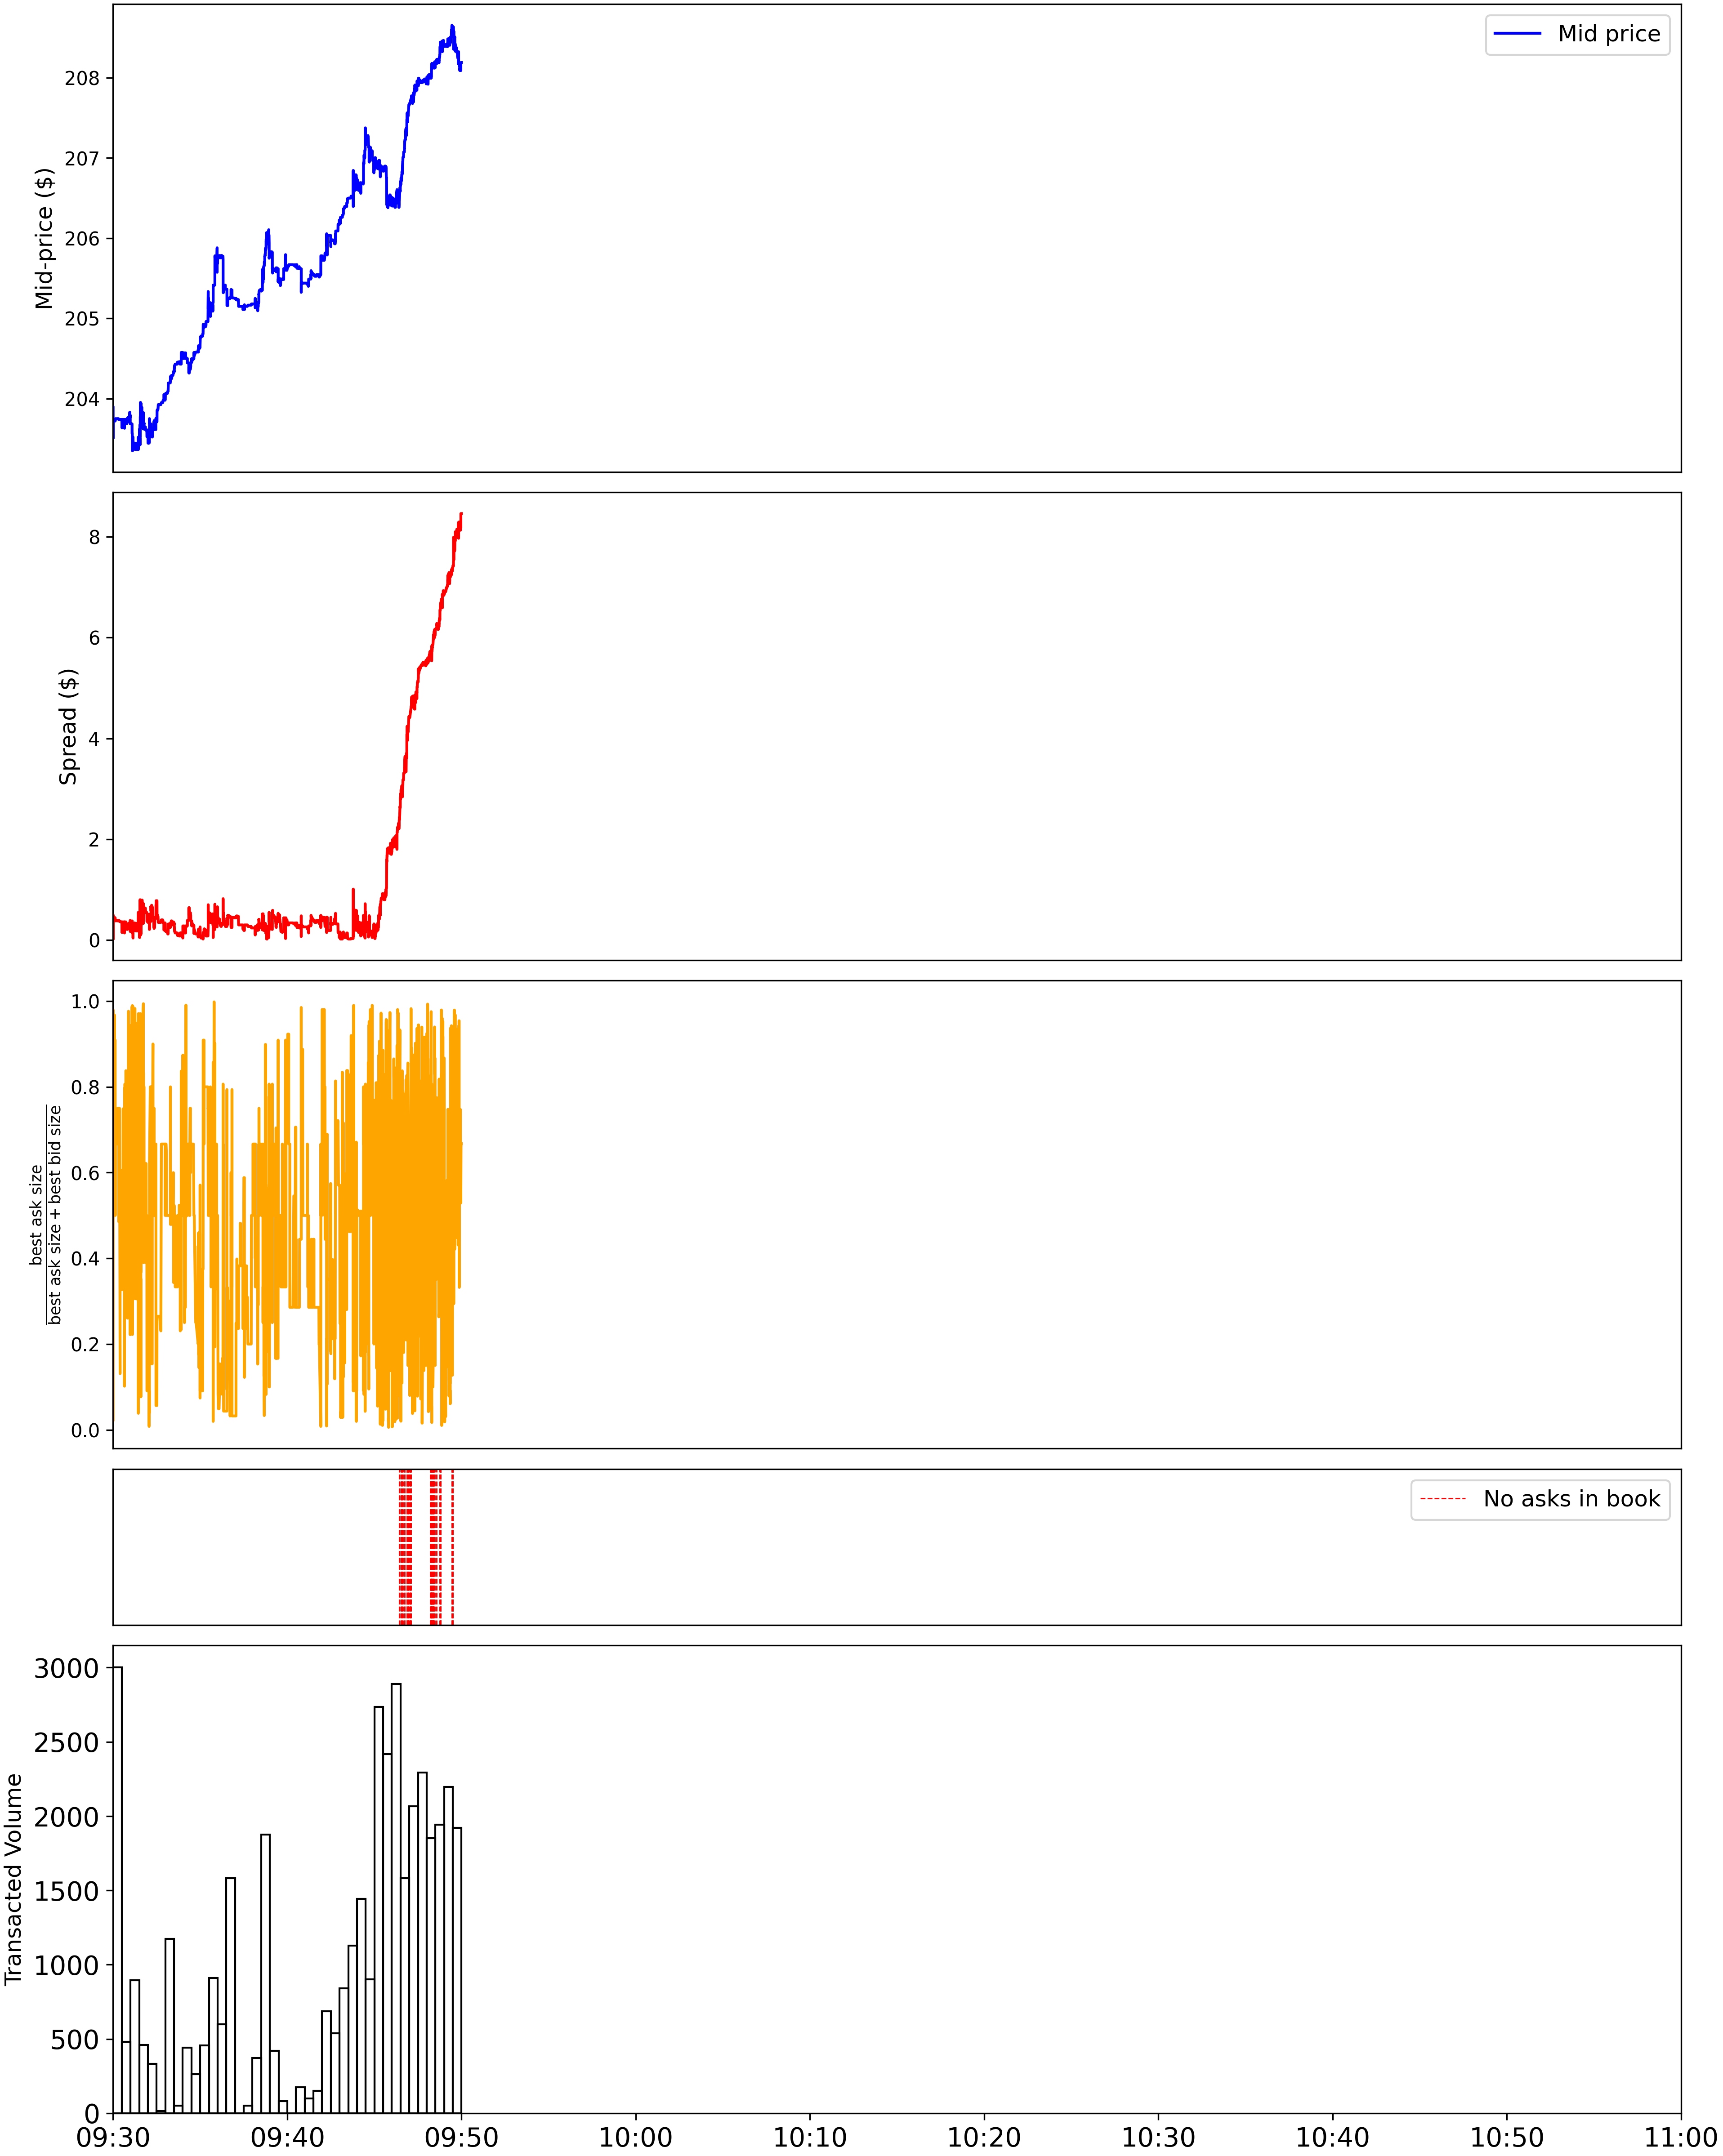 Mid price
208
207
206
205
204
Mid-price ($)
8
6
4
2
0
Spread ($)
1.0
0.8
0.6
0.4
0.2
0.0
best ask size
best ask size + best bid size
No asks in book
3000
2500
2000
1500
1000
500
0
Transacted Volume
09:30 09:40 09:50 10:00 10:10 10:20 10:30 10:40 10:50 11:00